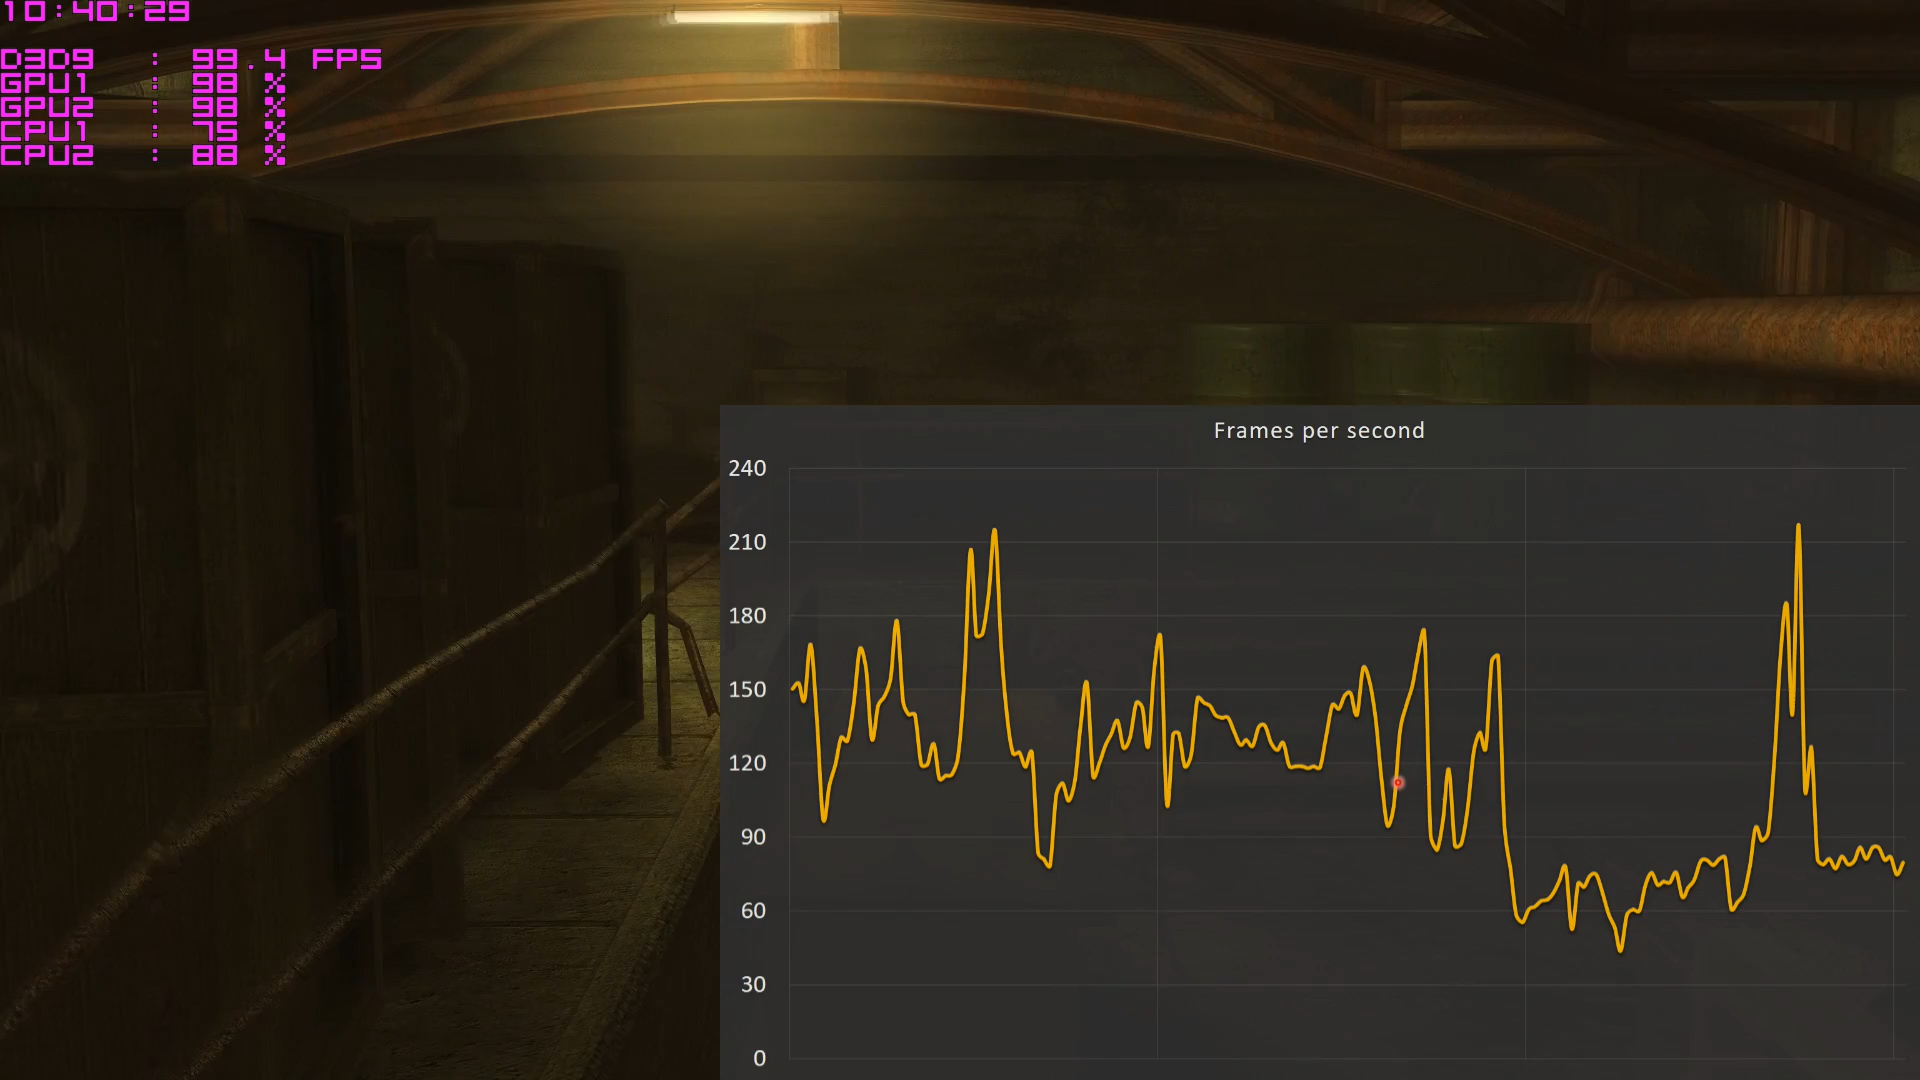 10:40:29
D3D9 : 99.4 FPS
GPU1 : 98 %
GPU2 : 98 %
CPU1 : 75 %
CPU2 : 88 %
Frames per second
240
210
180
150
120
90
60
30
0